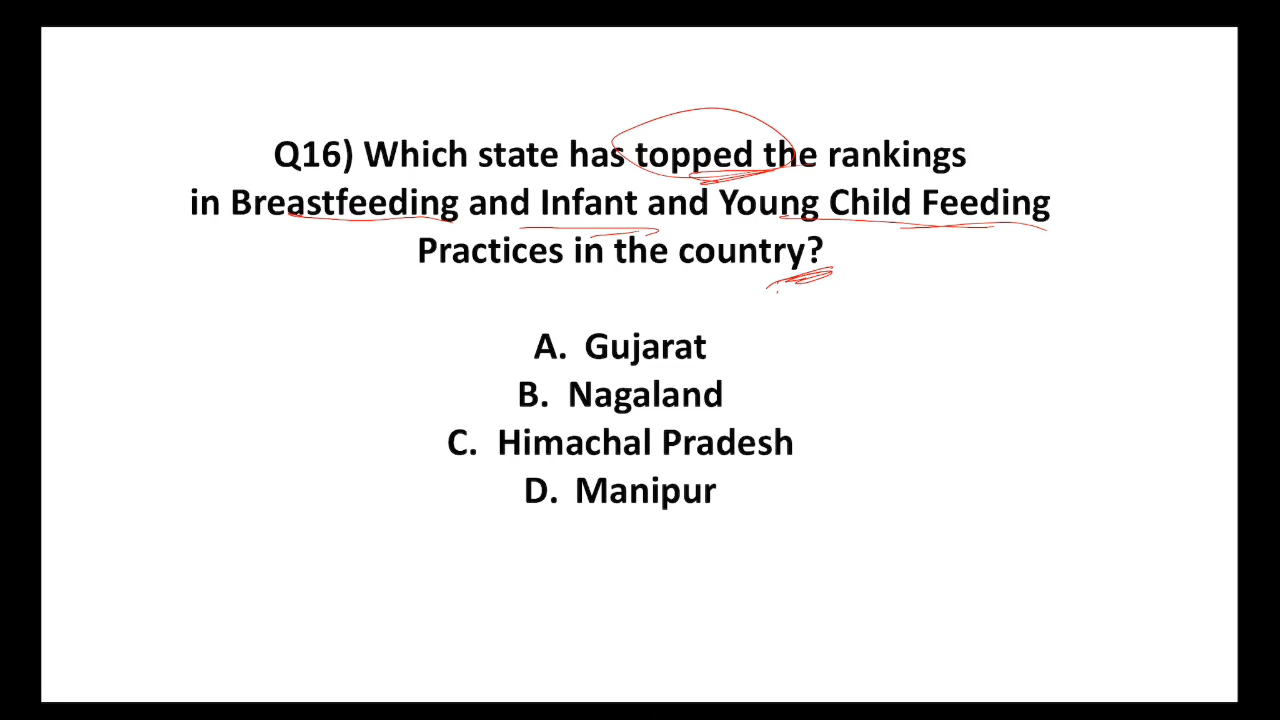 Q16) Which state has topped the rankings
in Breastfeeding and Infant and Young Child Feeding
Practices in the country?
A. Gujarat
B. Nagaland
C. Himachal Pradesh
D. Manipur